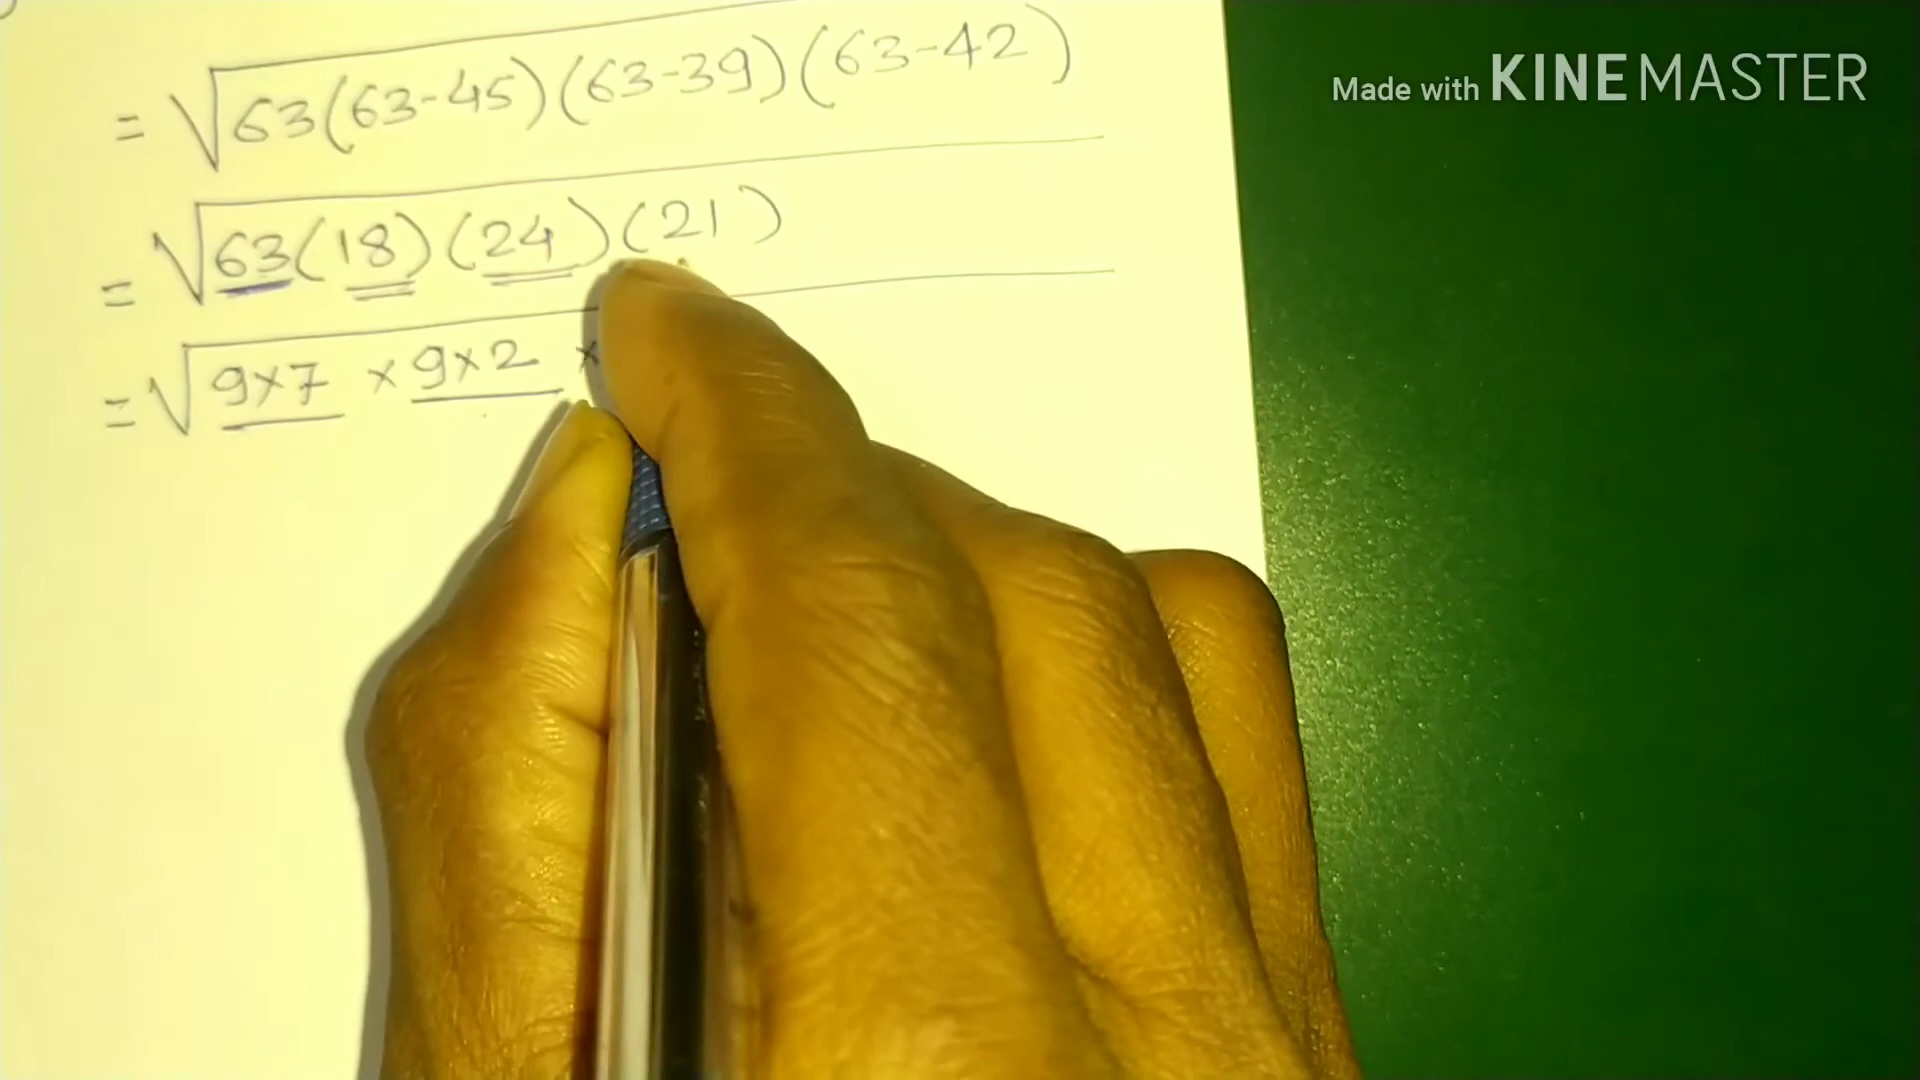 Made with KINEMASTER
= √63(63-45)(63-39)(63-42)
= √63(18)(24)(21)
= √9×7 × 9×2 ×